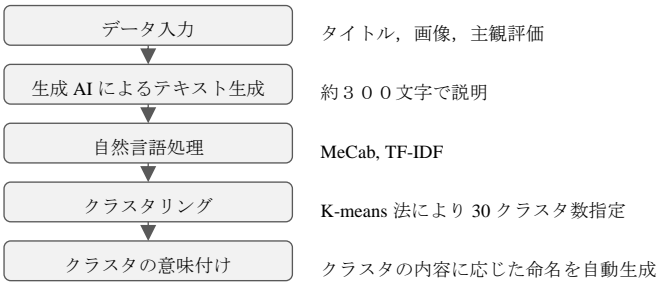 データ入力
タイトル，画像，主観評価
生成 AI によるテキスト生成
約３００文字で説明
自然言語処理
MeCab, TF-IDF
クラスタリング
K-means 法により 30 クラスタ数指定
クラスタの意味付け
クラスタの内容に応じた命名を自動生成